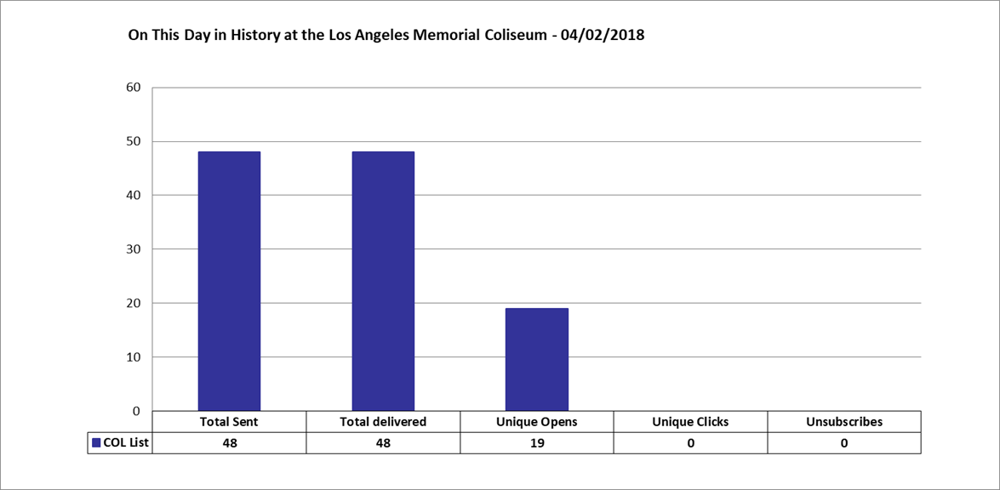 On This Day in History at the Los Angeles Memorial Coliseum - 04/02/2018
60
50
40
30
20
10
0
Total Sent Total delivered Unique Opens Unique Clicks Unsubscribes
COL List 48 48 19 0 0